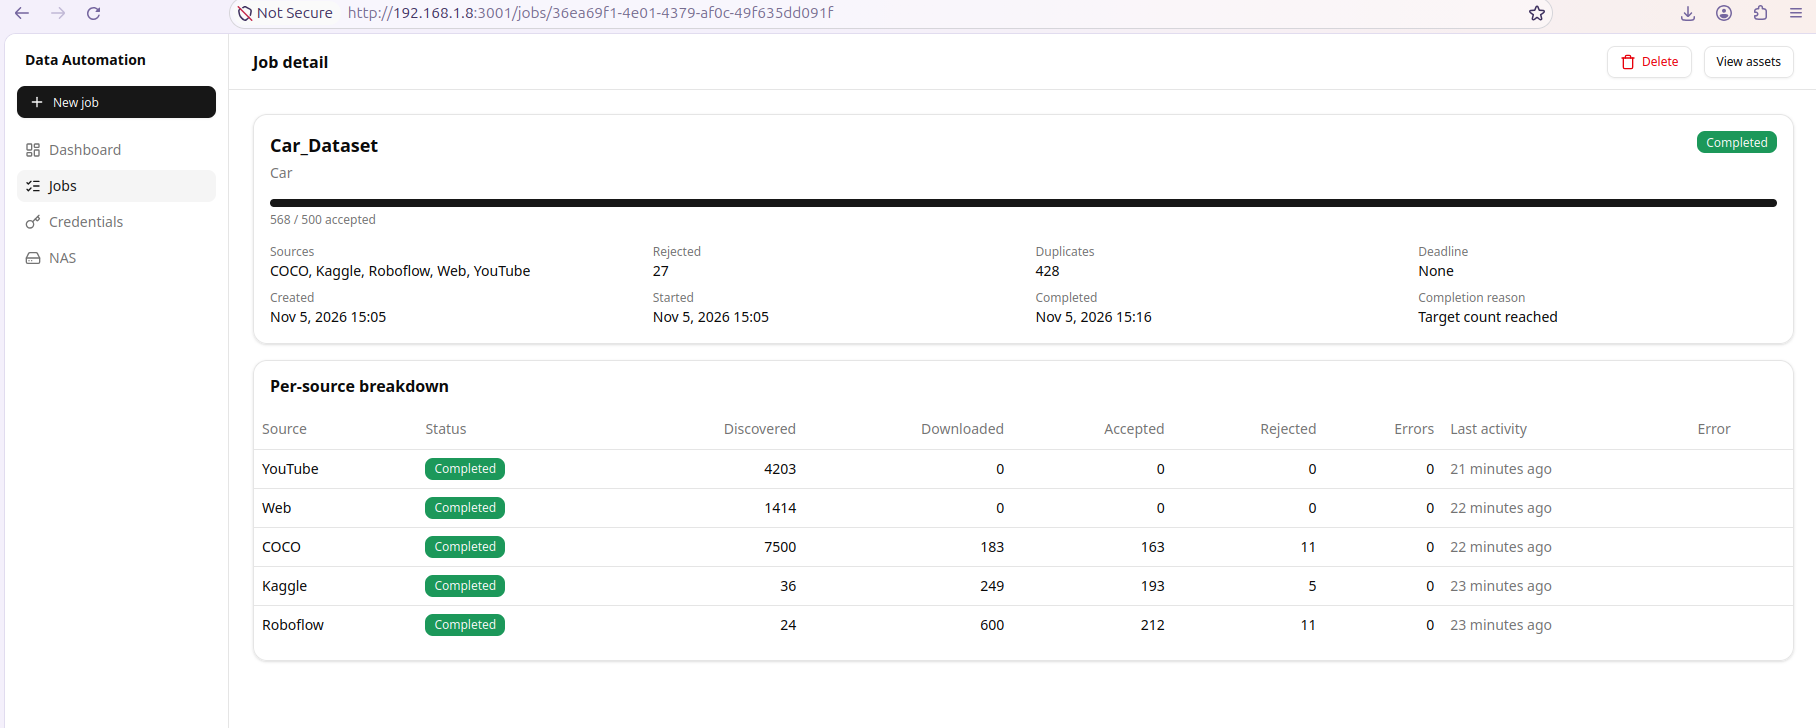 Not Secure http://192.168.1.8:3001/jobs/36ea69f1-4e01-4379-af0c-49f635dd091f
Data Automation
New job
Dashboard
Jobs
Credentials
NAS
Job detail
Delete
View assets
Car_Dataset
Completed
Car
568 / 500 accepted
Sources Rejected Duplicates Deadline
COCO, Kaggle, Roboflow, Web, YouTube 27 428 None
Created Started Completed Completion reason
Nov 5, 2026 15:05 Nov 5, 2026 15:05 Nov 5, 2026 15:16 Target count reached
Per-source breakdown
Source Status Discovered Downloaded Accepted Rejected Errors Last activity Error
YouTube Completed 4203 0 0 0 0 21 minutes ago
Web Completed 1414 0 0 0 0 22 minutes ago
COCO Completed 7500 183 163 11 0 22 minutes ago
Kaggle Completed 36 249 193 5 0 23 minutes ago
Roboflow Completed 24 600 212 11 0 23 minutes ago